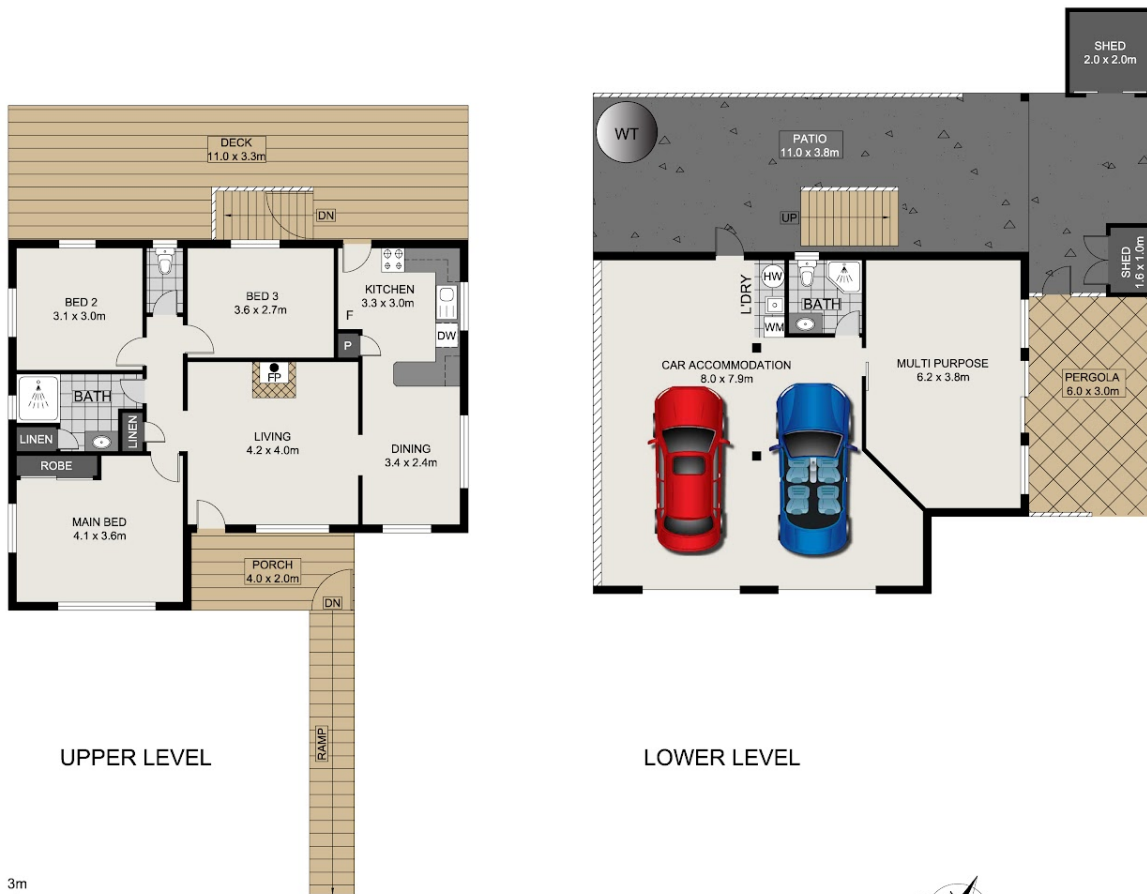 DECK
11.0 x 3.3m
DN
BED 2
3.1 x 3.0m
BED 3
3.6 x 2.7m
KITCHEN
3.3 x 3.0m
F
DW
P
FP
BATH
LINEN
LINEN
ROBE
LIVING
4.2 x 4.0m
DINING
3.4 x 2.4m
MAIN BED
4.1 x 3.6m
PORCH
4.0 x 2.0m
DN
RAMP
UPPER LEVEL
3m
SHED
2.0 x 2.0m
WT
PATIO
11.0 x 3.8m
UP
SHED
1.6 x 1.0m
HW
L'DRY
WM
BATH
CAR ACCOMMODATION
8.0 x 7.9m
MULTI PURPOSE
6.2 x 3.8m
PERGOLA
6.0 x 3.0m
LOWER LEVEL